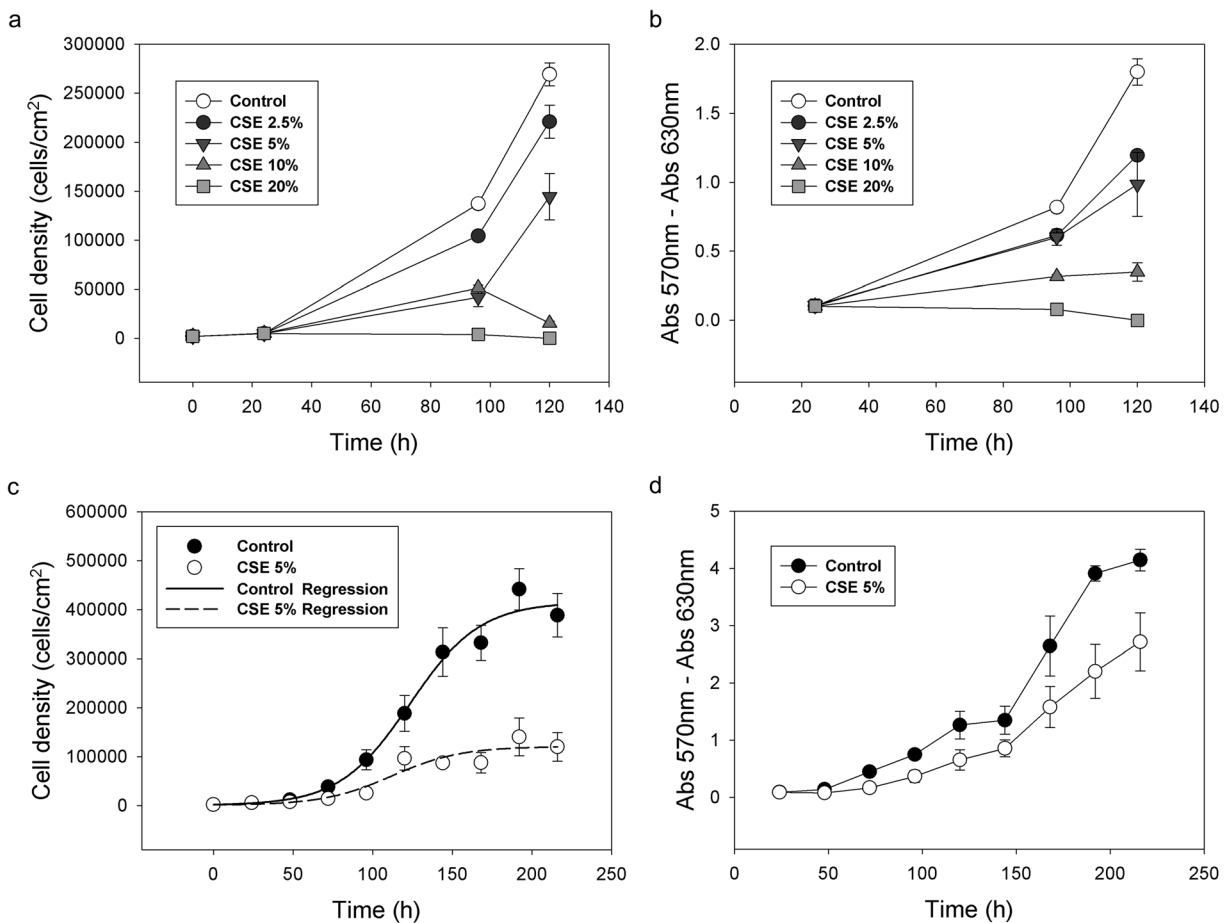 a
300000
250000
200000
150000
100000
50000
0
Cell density (cells/cm²)
Control
CSE 2.5%
CSE 5%
CSE 10%
CSE 20%
0 20 40 60 80 100 120 140
Time (h)
b
2.0
1.5
1.0
0.5
0.0
Abs 570nm - Abs 630nm
Control
CSE 2.5%
CSE 5%
CSE 10%
CSE 20%
0 20 40 60 80 100 120 140
Time (h)
c
600000
500000
400000
300000
200000
100000
0
Cell density (cells/cm²)
Control
CSE 5%
Control Regression
CSE 5% Regression
0 50 100 150 200 250
Time (h)
d
5
4
3
2
1
0
Abs 570nm - Abs 630nm
Control
CSE 5%
0 50 100 150 200 250
Time (h)